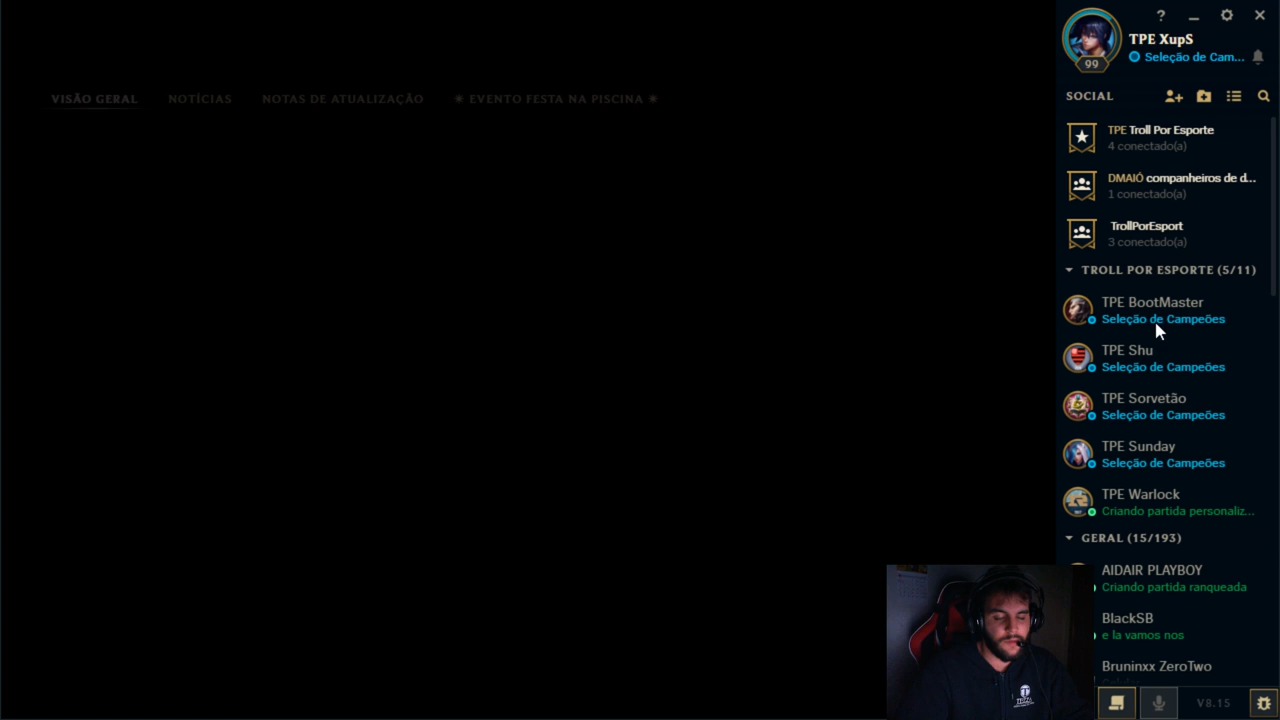 ?
TPE XupS
Seleção de Cam...
99
VISÃO GERAL
NOTÍCIAS
NOTAS DE ATUALIZAÇÃO
☀ EVENTO FESTA NA PISCINA ☀
SOCIAL
TPE Troll Por Esporte
4 conectado(a)
DMAIÓ companheiros de d...
1 conectado(a)
TrollPorEsport
3 conectado(a)
TROLL POR ESPORTE (5/11)
TPE BootMaster
Seleção de Campeões
TPE Shu
Seleção de Campeões
TPE Sorvetão
Seleção de Campeões
TPE Sunday
Seleção de Campeões
TPE Warlock
Criando partida personaliz...
GERAL (15/193)
AIDAIR PLAYBOY
Criando partida ranqueada
BlackSB
e la vamos nos
Bruninxx ZeroTwo
V8.15